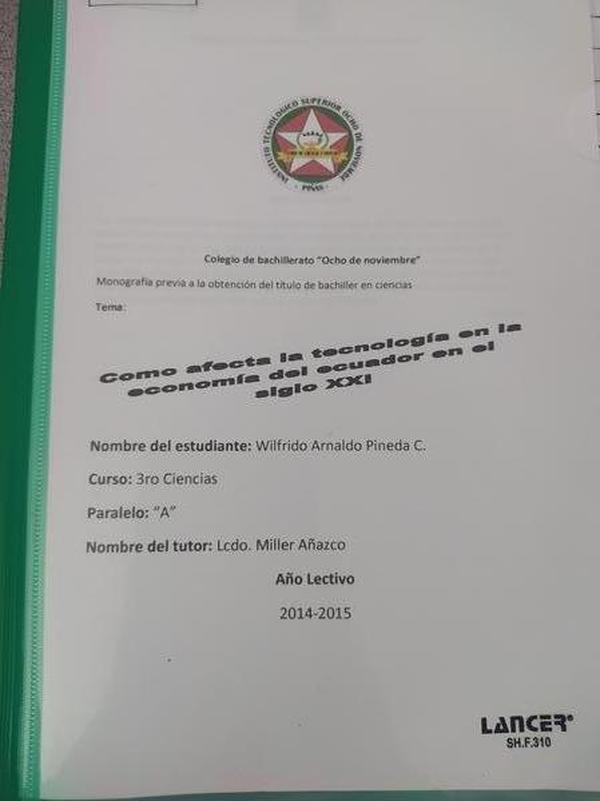 INSTITUTO TECNOLOGICO SUPERIOR OCHO DE NOVIEMBRE
- PIÑAS -
Colegio de bachillerato "Ocho de noviembre"
Monografía previa a la obtención del título de bachiller en ciencias
Tema:
Como afecta la tecnología en la
economía del ecuador en el
siglo XXI
Nombre del estudiante: Wilfrido Arnaldo Pineda C.
Curso: 3ro Ciencias
Paralelo: "A"
Nombre del tutor: Lcdo. Miller Añazco
Año Lectivo
2014-2015
LANCER®
SH.F.310